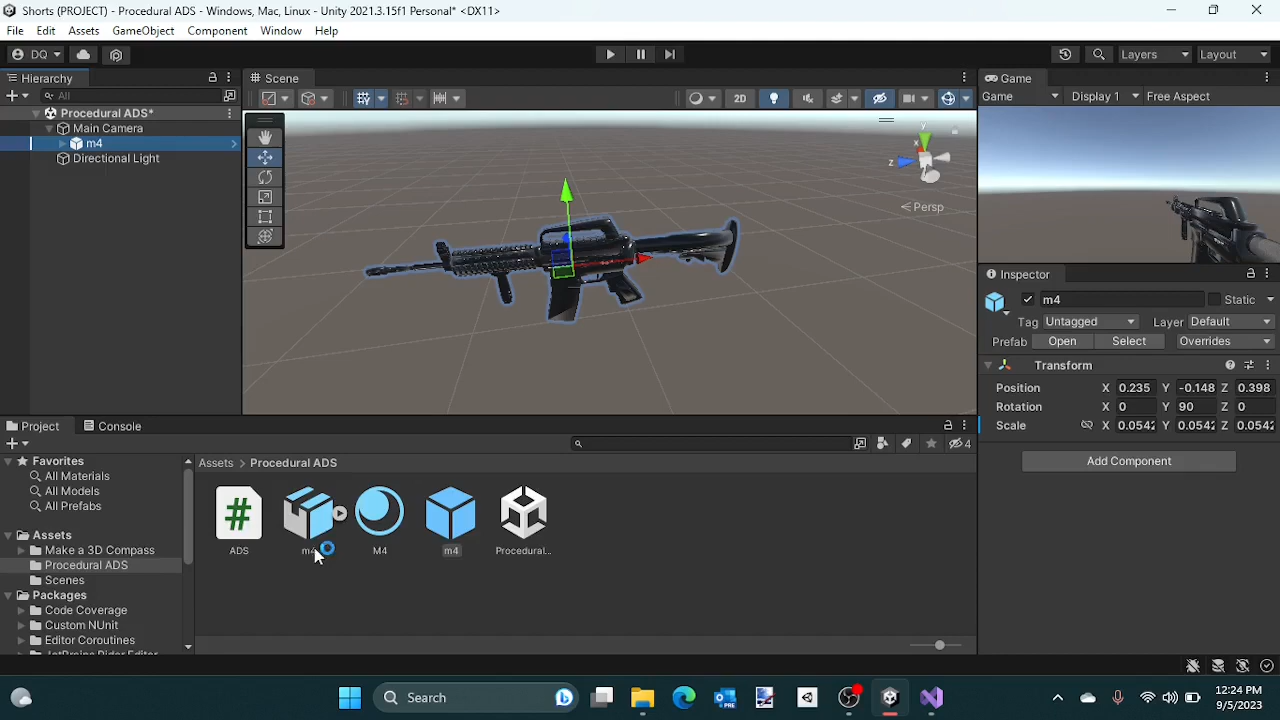 Shorts (PROJECT) - Procedural ADS - Windows, Mac, Linux - Unity 2021.3.15f1 Personal* <DX11>
File Edit Assets GameObject Component Window Help
DQ Layers Layout
Hierarchy
All
Procedural ADS*
Main Camera
m4
Directional Light
Scene
2D
y
x
z
Persp
Game
Game Display 1 Free Aspect
Inspector
m4 Static
Tag Untagged Layer Default
Prefab Open Select Overrides
Transform
Position X 0.235 Y -0.148 Z 0.398
Rotation X 0 Y 90 Z 0
Scale X 0.0542 Y 0.0542 Z 0.0542
Add Component
Project Console
4
Favorites
All Materials
All Models
All Prefabs
Assets
Make a 3D Compass
Procedural ADS
Scenes
Packages
Code Coverage
Custom NUnit
Editor Coroutines
Assets > Procedural ADS
#
ADS m4 M4 m4 Procedural...
Search
PRE
12:24 PM
9/5/2023